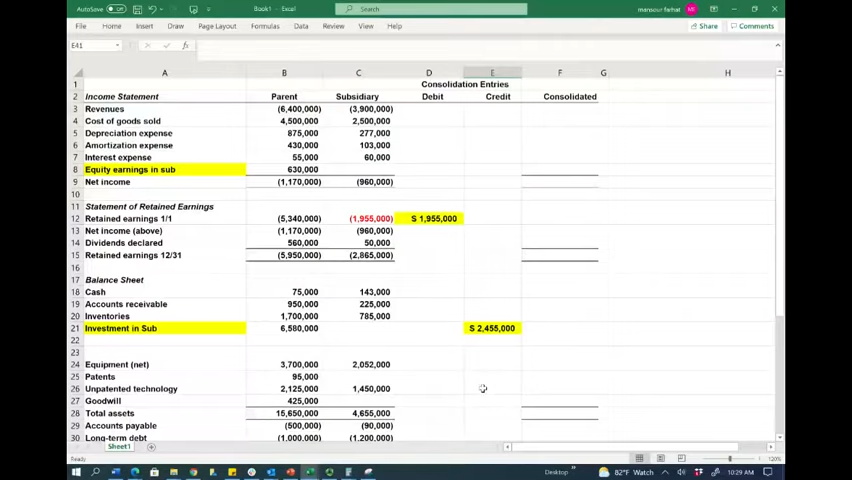 AutoSave Off Book1 - Excel Search mansour farhat MF
File Home Insert Draw Page Layout Formulas Data Review View Help Share Comments
E41 fx
A B C D E F G H
1 Consolidation Entries
2 Income Statement Parent Subsidiary Debit Credit Consolidated
3 Revenues (6,400,000) (3,900,000)
4 Cost of goods sold 4,500,000 2,500,000
5 Depreciation expense 875,000 277,000
6 Amortization expense 430,000 103,000
7 Interest expense 55,000 60,000
8 Equity earnings in sub 630,000
9 Net income (1,170,000) (960,000)
10
11 Statement of Retained Earnings
12 Retained earnings 1/1 (5,340,000) (1,955,000) $ 1,955,000
13 Net income (above) (1,170,000) (960,000)
14 Dividends declared 560,000 50,000
15 Retained earnings 12/31 (5,950,000) (2,865,000)
16
17 Balance Sheet
18 Cash 75,000 143,000
19 Accounts receivable 950,000 225,000
20 Inventories 1,700,000 785,000
21 Investment in Sub 6,580,000 $ 2,455,000
22
23
24 Equipment (net) 3,700,000 2,052,000
25 Patents 95,000
26 Unpatented technology 2,125,000 1,450,000
27 Goodwill 425,000
28 Total assets 15,650,000 4,655,000
29 Accounts payable (500,000) (90,000)
30 Long-term debt (1,000,000) (1,200,000)
Sheet1
Ready 120%
Desktop 82°F Watch 10:29 AM